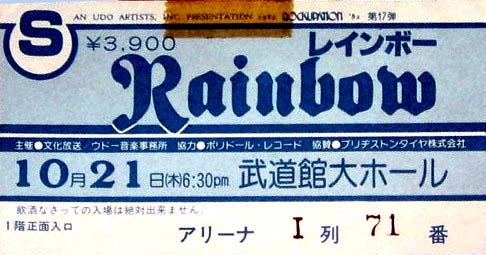 AN UDO ARTISTS, INC. PRESENTATION 1982 ROCKUPATION '82 第17弾
S ¥3,900 レインボー
Rainbow
主催●文化放送/ウドー音楽事務所 協力●ポリドール・レコード 協賛●ブリヂストンタイヤ株式会社
10月21日(木)6:30pm 武道館大ホール
飲酒なさっての入場は絶対出来ません。
1階正面入口
アリーナ I 列 71 番